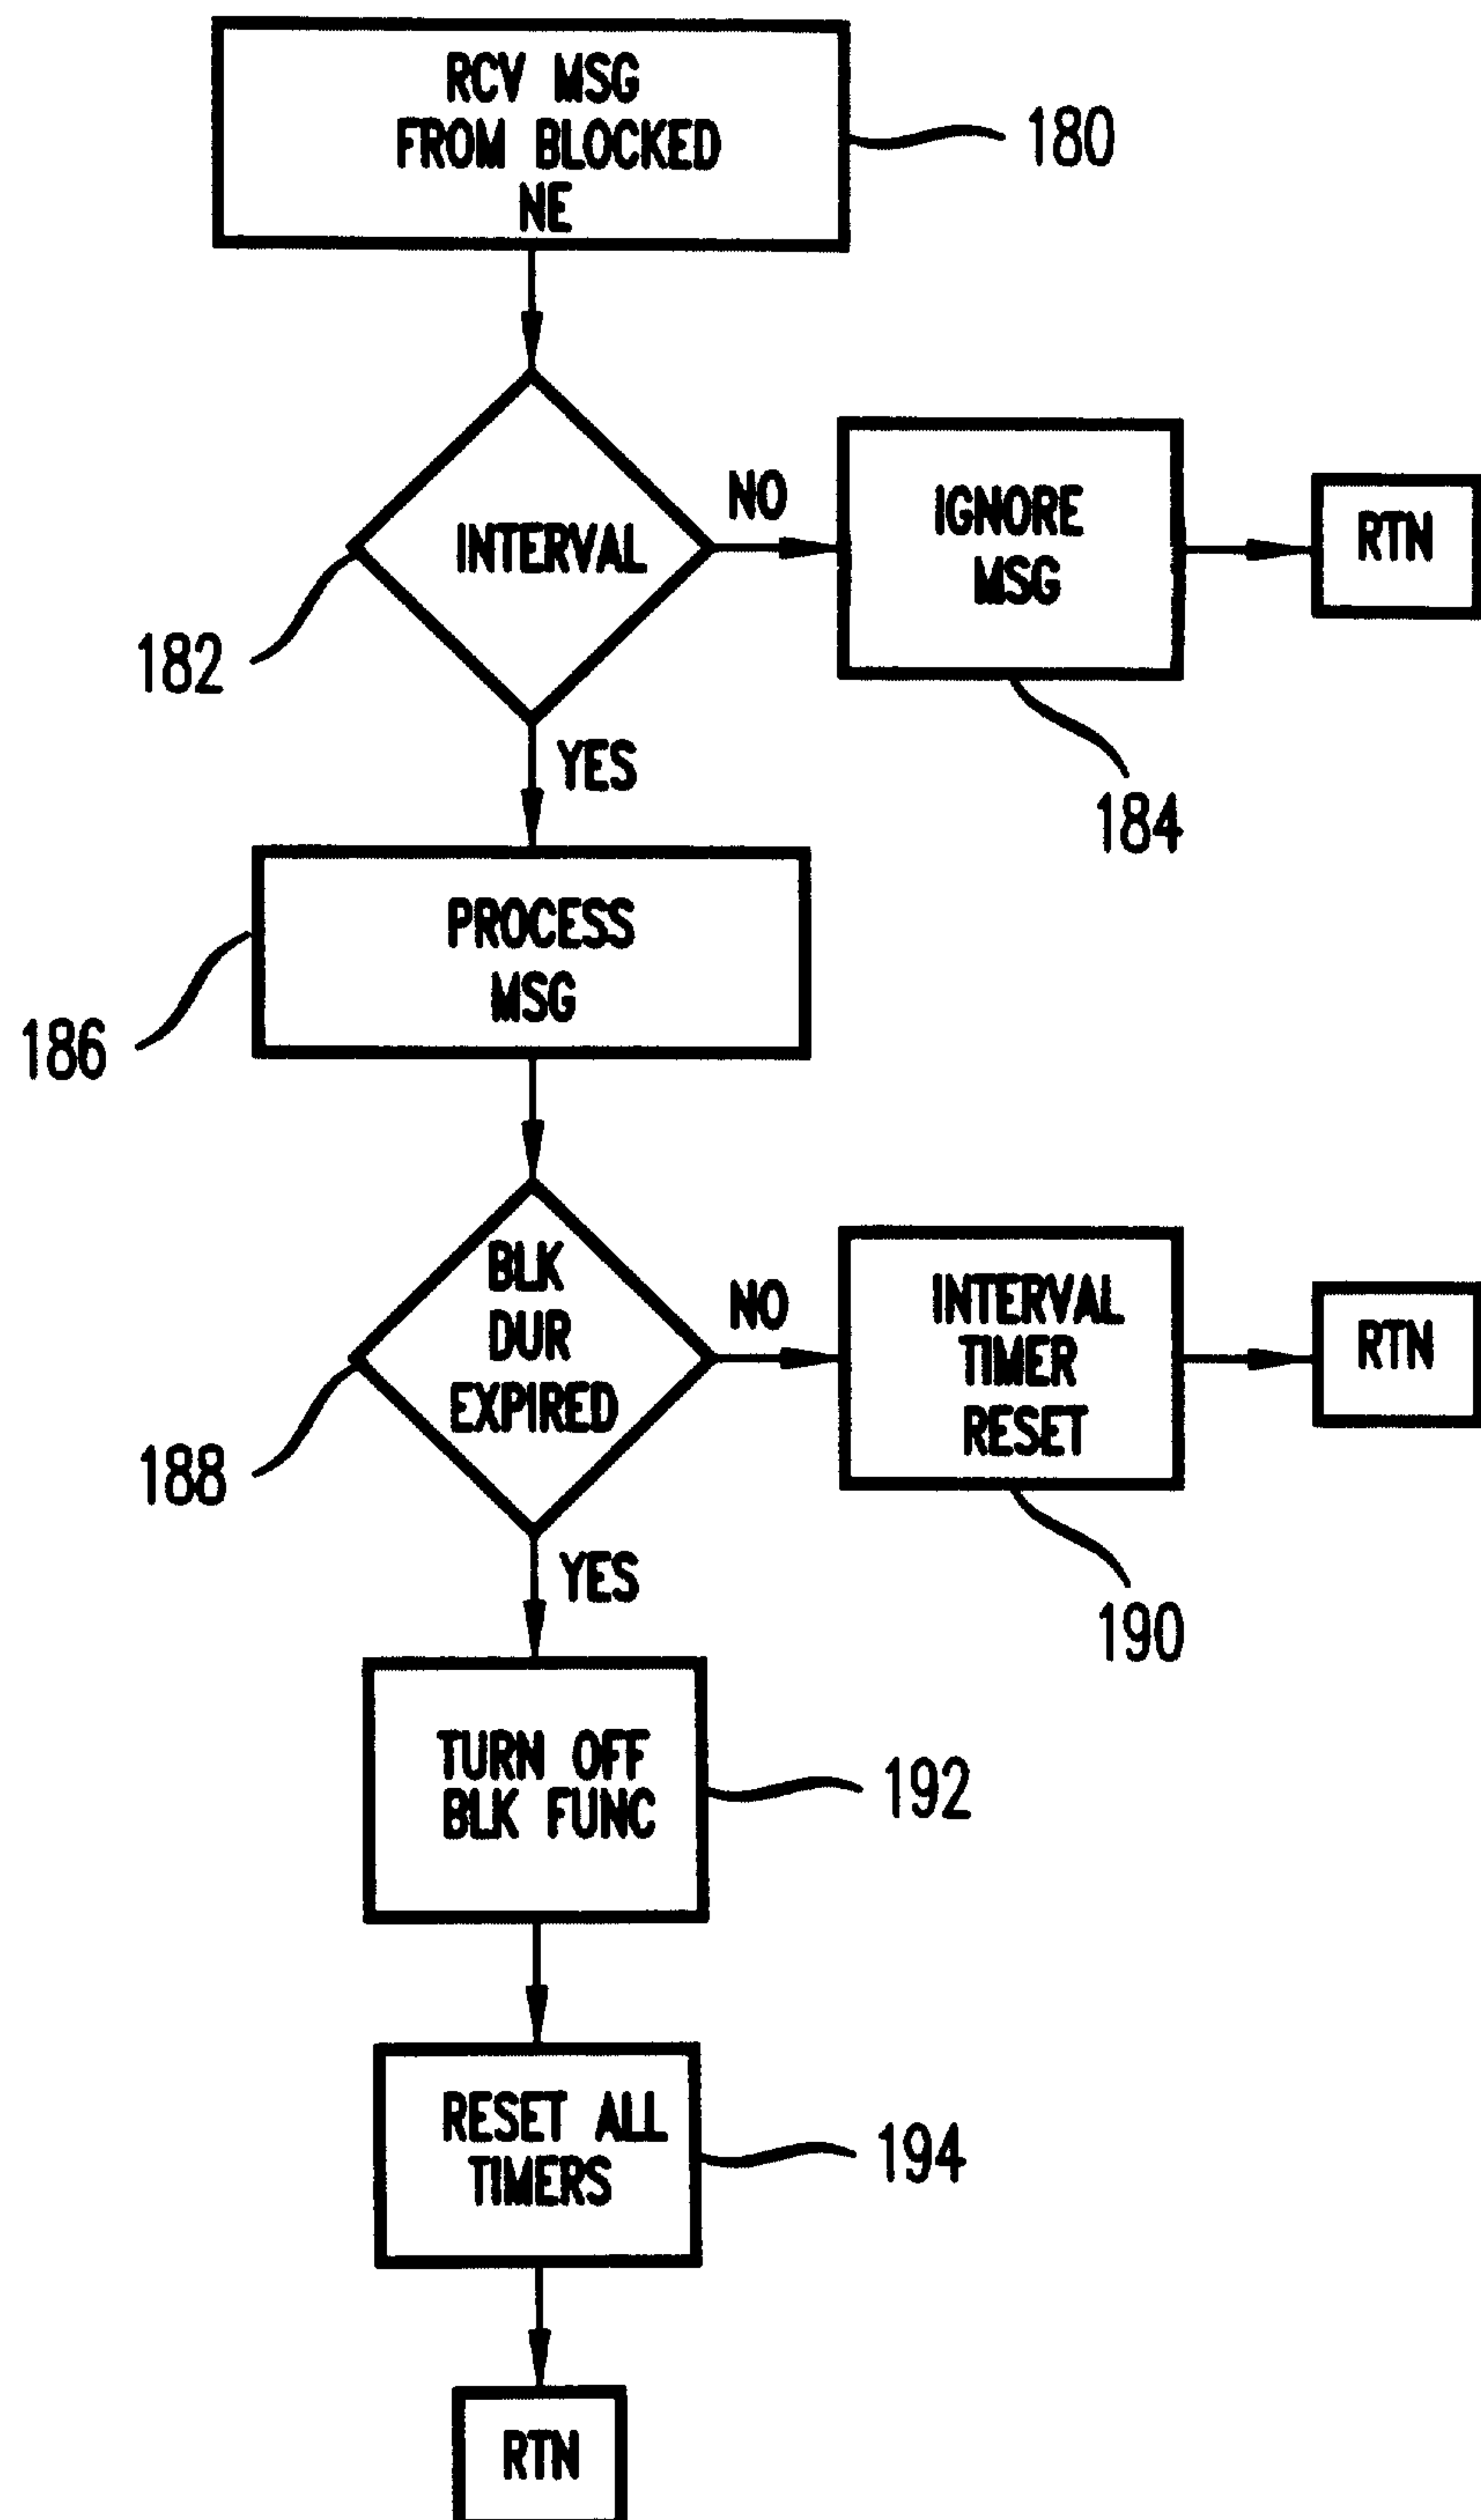 RCV MSG
FROM BLOCKED
NE
180
INTERVAL
NO
IGNORE
MSG
RTN
182
184
YES
PROCESS
MSG
186
BLK
DUR
EXPIRED
NO
INTERVAL
TIMER
RESET
RTN
188
190
YES
TURN OFF
BLK FUNC
192
RESET ALL
TIMERS
194
RTN